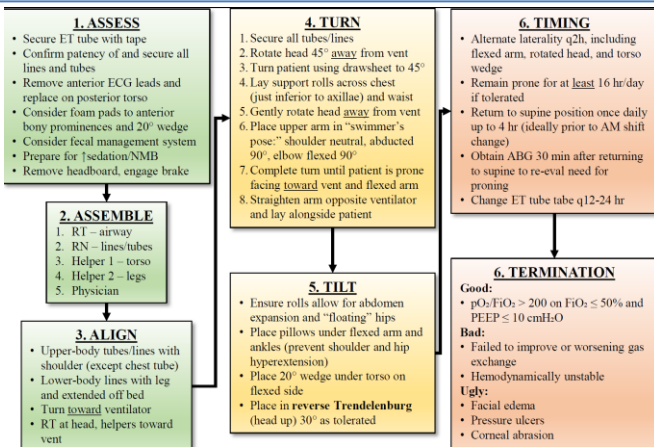 1. ASSESS
• Secure ET tube with tape
• Confirm patency of and secure all
lines and tubes
• Remove anterior ECG leads and
replace on posterior torso
• Consider foam pads to anterior
bony prominences and 20° wedge
• Consider fecal management system
• Prepare for ↑sedation/NMB
• Remove headboard, engage brake
2. ASSEMBLE
1. RT – airway
2. RN – lines/tubes
3. Helper 1 – torso
4. Helper 2 – legs
5. Physician
3. ALIGN
• Upper-body tubes/lines with
shoulder (except chest tube)
• Lower-body lines with leg
and extended off bed
• Turn toward ventilator
• RT at head, helpers toward
vent
4. TURN
1. Secure all tubes/lines
2. Rotate head 45° away from vent
3. Turn patient using drawsheet to 45°
4. Lay support rolls across chest
(just inferior to axillae) and waist
5. Gently rotate head away from vent
6. Place upper arm in “swimmer’s
pose:” shoulder neutral, abducted
90°, elbow flexed 90°
7. Complete turn until patient is prone
facing toward vent and flexed arm
8. Straighten arm opposite ventilator
and lay alongside patient
5. TILT
• Ensure rolls allow for abdomen
expansion and “floating” hips
• Place pillows under flexed arm and
ankles (prevent shoulder and hip
hyperextension)
• Place 20° wedge under torso on
flexed side
• Place in reverse Trendelenburg
(head up) 30° as tolerated
6. TIMING
• Alternate laterality q2h, including
flexed arm, rotated head, and torso
wedge
• Remain prone for at least 16 hr/day
if tolerated
• Return to supine position once daily
up to 4 hr (ideally prior to AM shift
change)
• Obtain ABG 30 min after returning
to supine to re-eval need for
proning
• Change ET tube tabe q12-24 hr
6. TERMINATION
Good:
• pO₂/FiO₂ > 200 on FiO₂ ≤ 50% and
PEEP ≤ 10 cmH₂O
Bad:
• Failed to improve or worsening gas
exchange
• Hemodynamically unstable
Ugly:
• Facial edema
• Pressure ulcers
• Corneal abrasion